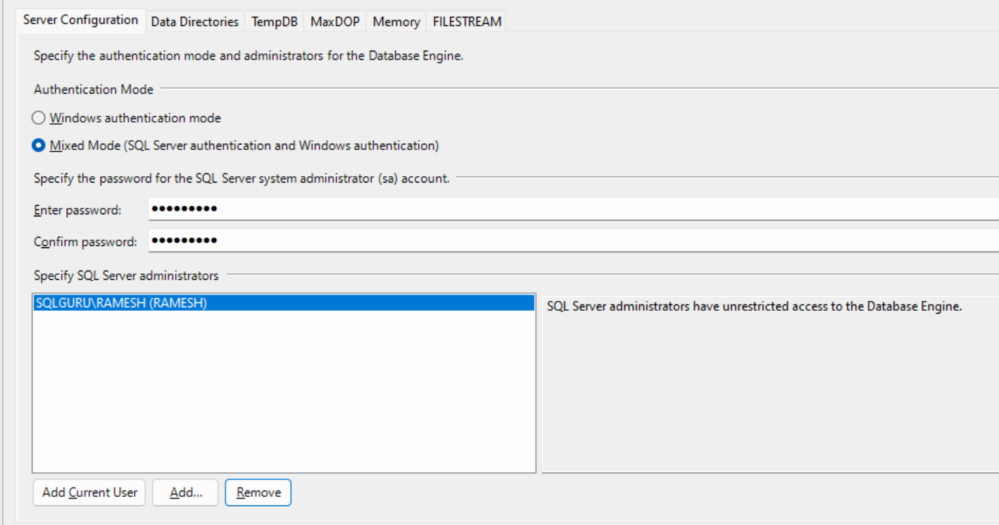 Server Configuration Data Directories TempDB MaxDOP Memory FILESTREAM
Specify the authentication mode and administrators for the Database Engine.
Authentication Mode
Windows authentication mode
Mixed Mode (SQL Server authentication and Windows authentication)
Specify the password for the SQL Server system administrator (sa) account.
Enter password: •••••••••
Confirm password: •••••••••
Specify SQL Server administrators
SQLGURU\RAMESH (RAMESH)
SQL Server administrators have unrestricted access to the Database Engine.
Add Current User Add... Remove